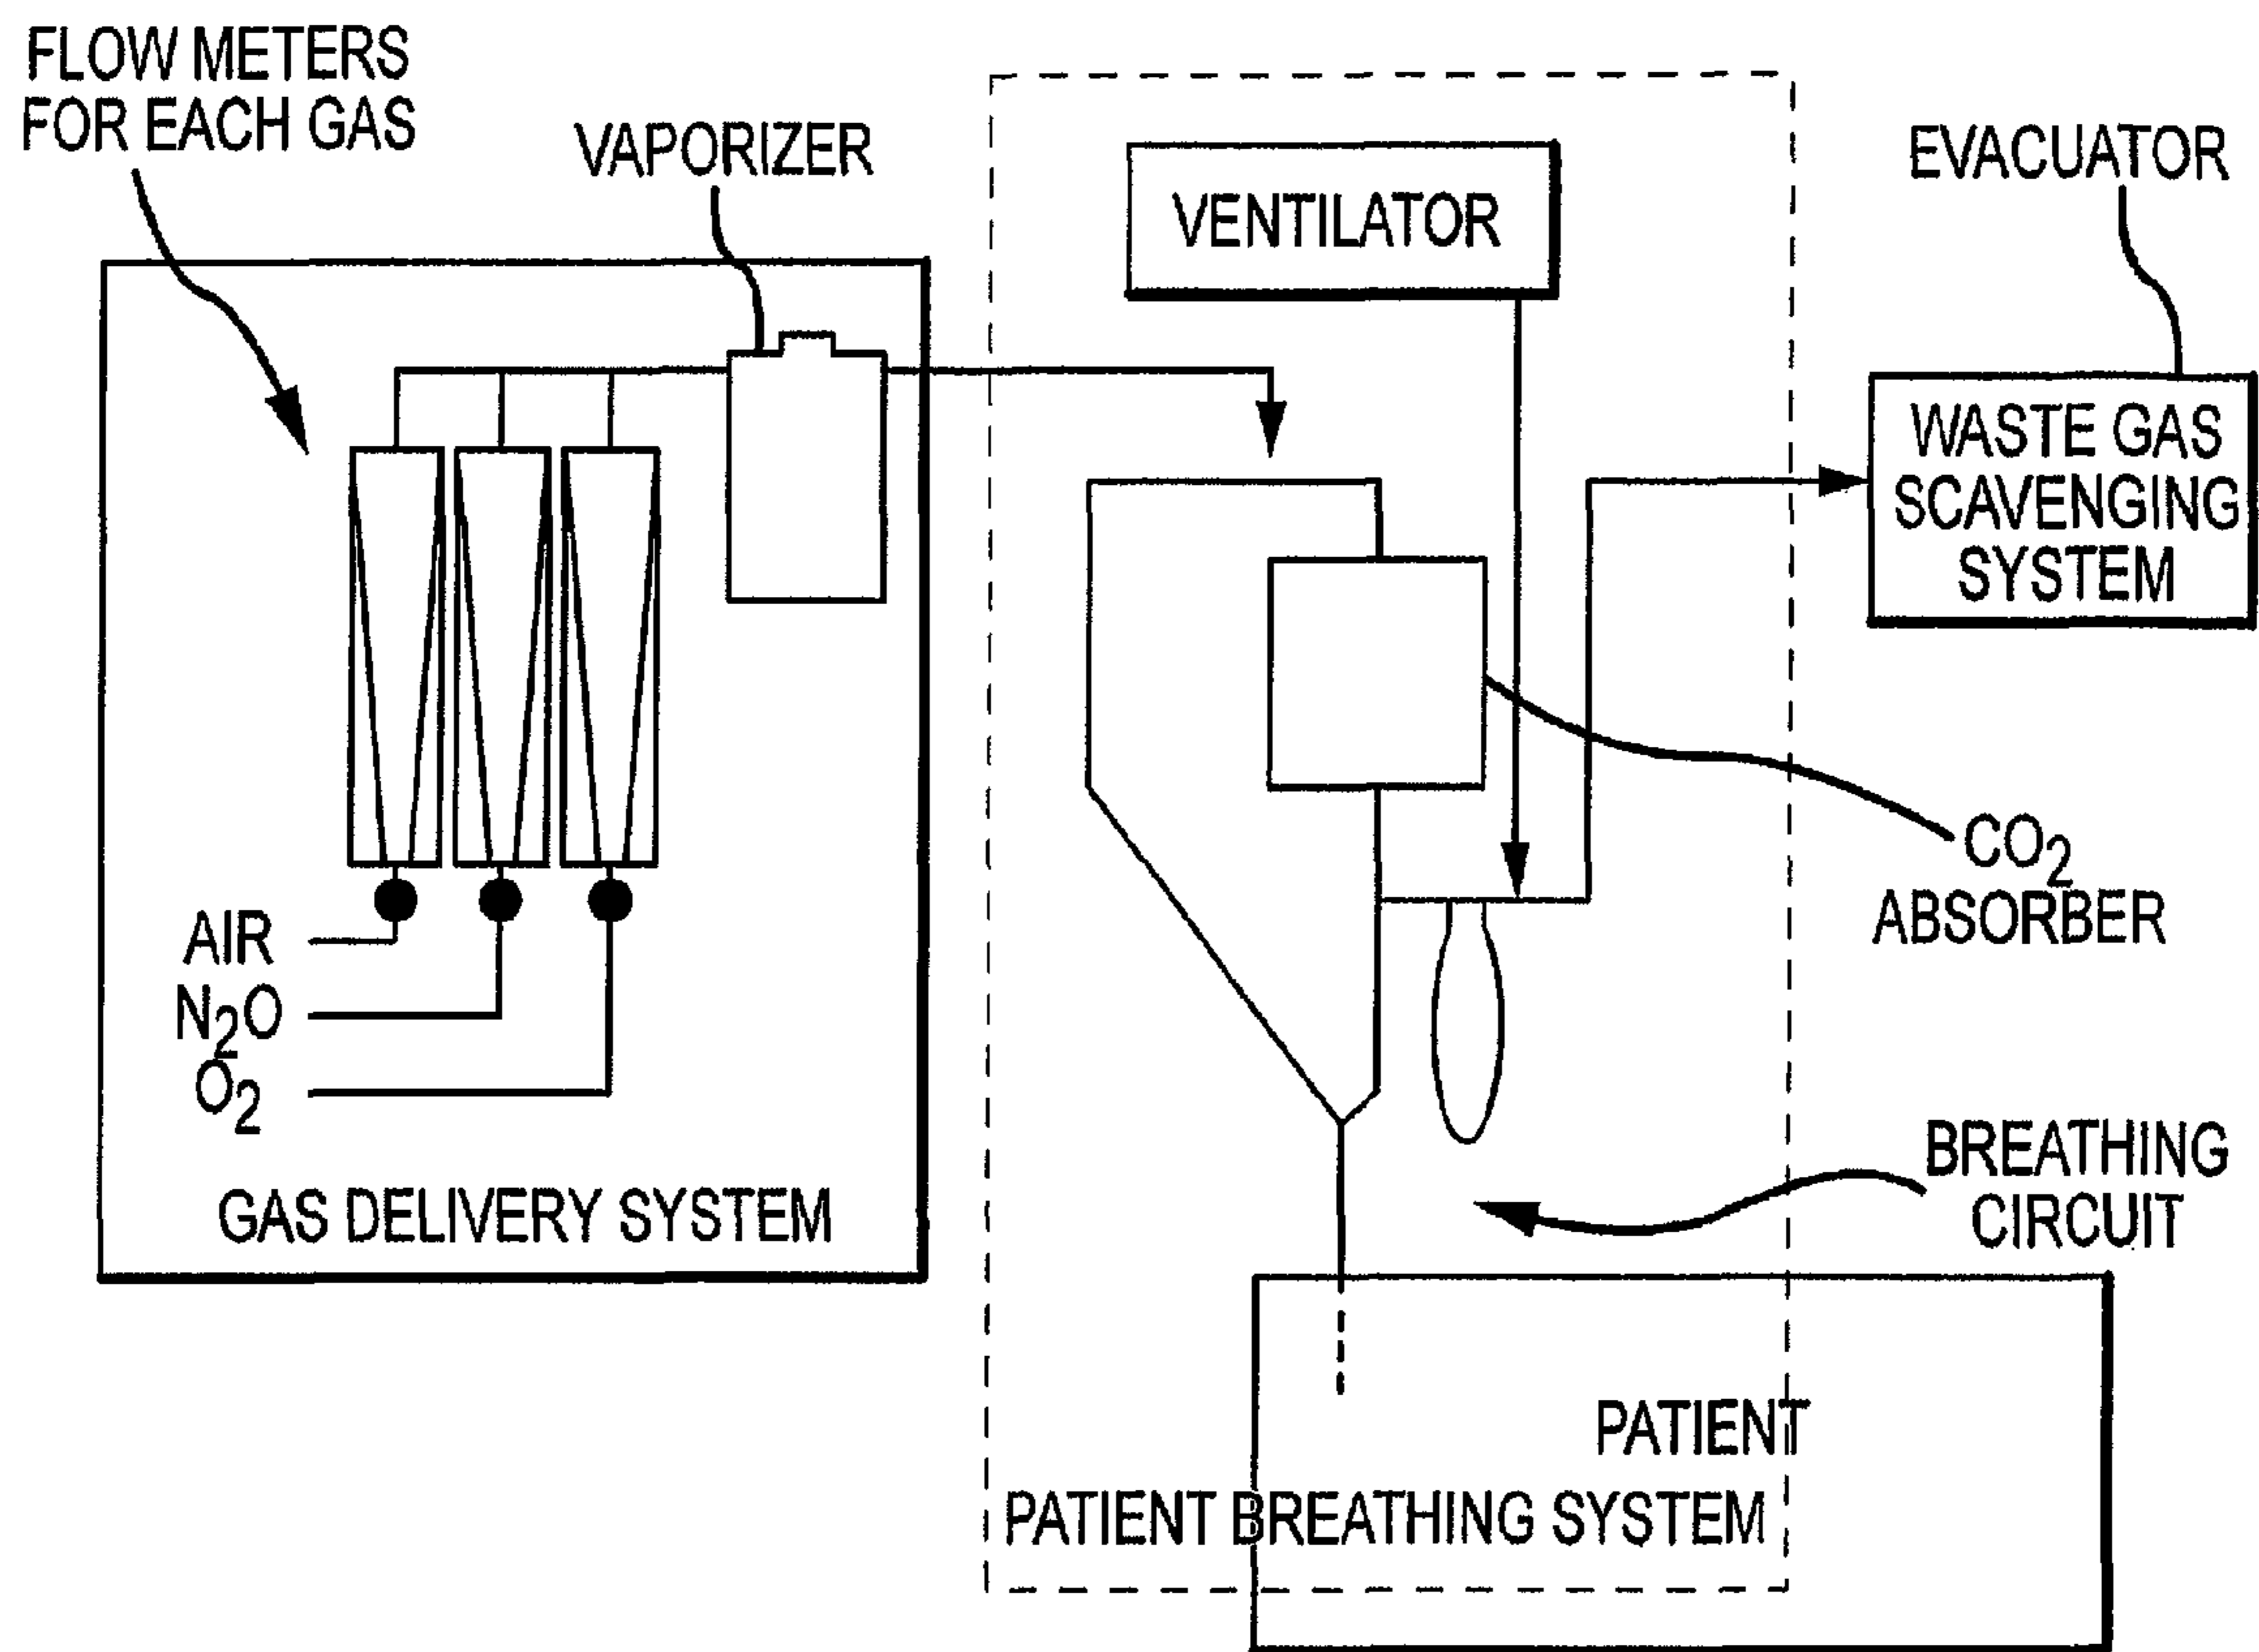 FLOW METERS
FOR EACH GAS
VAPORIZER
VENTILATOR
EVACUATOR
WASTE GAS
SCAVENGING
SYSTEM
CO₂
ABSORBER
AIR
N₂O
O₂
GAS DELIVERY SYSTEM
BREATHING
CIRCUIT
PATIENT
PATIENT BREATHING SYSTEM